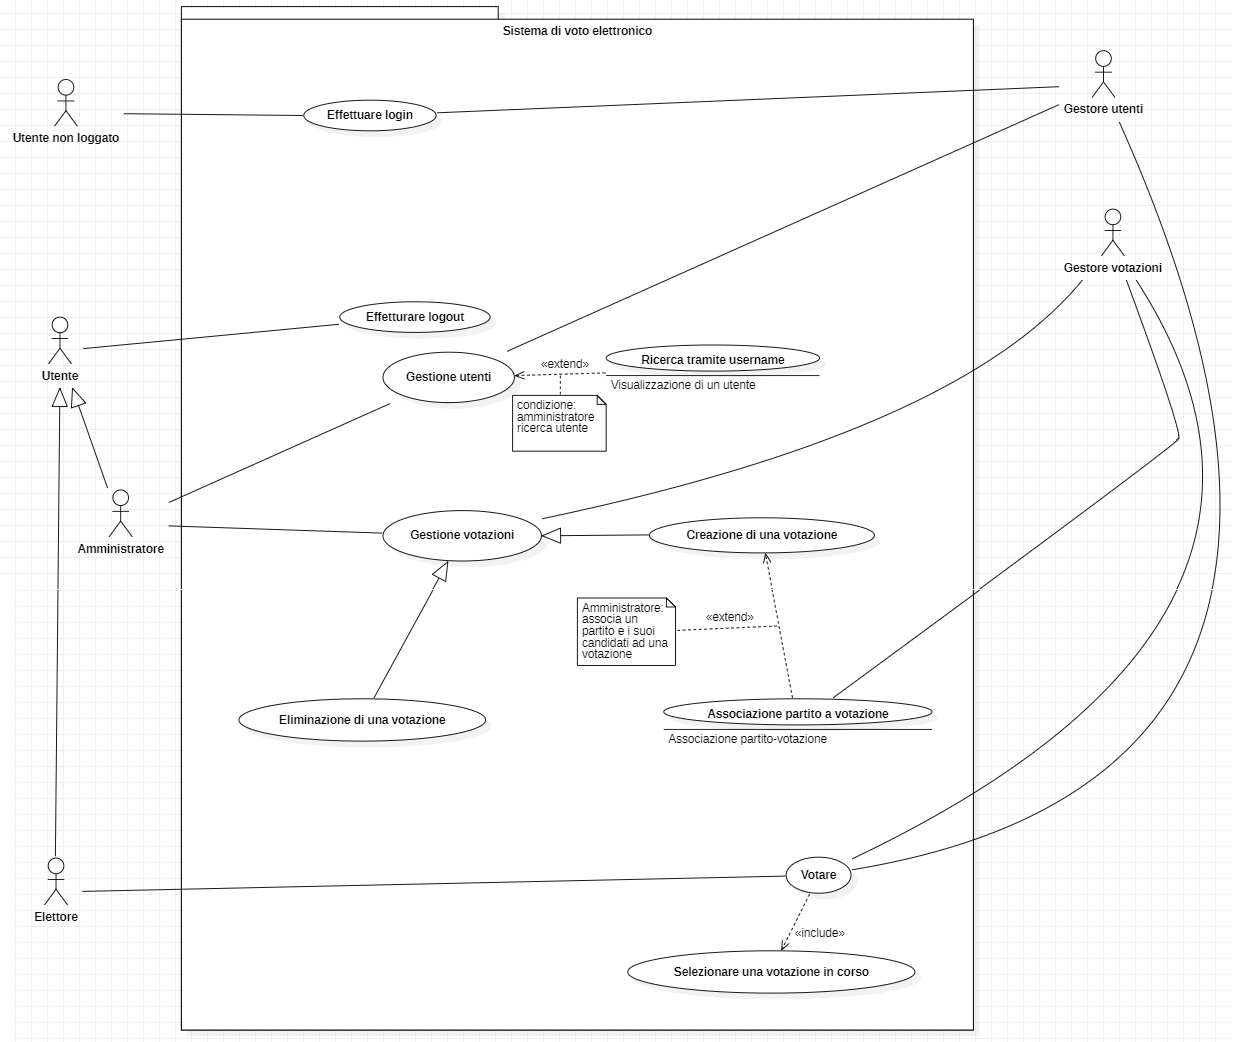 Sistema di voto elettronico
Effettuare login
Utente non loggato
Gestore utenti
Gestore votazioni
Effetturare logout
Utente
Gestione utenti
«extend»
Ricerca tramite username
Visualizzazione di un utente
condizione:
amministratore
ricerca utente
Amministratore
Gestione votazioni
Creazione di una votazione
Amministratore:
associa un
partito e i suoi
candidati ad una
votazione
«extend»
Eliminazione di una votazione
Associazione partito a votazione
Associazione partito-votazione
Votare
Elettore
«include»
Selezionare una votazione in corso